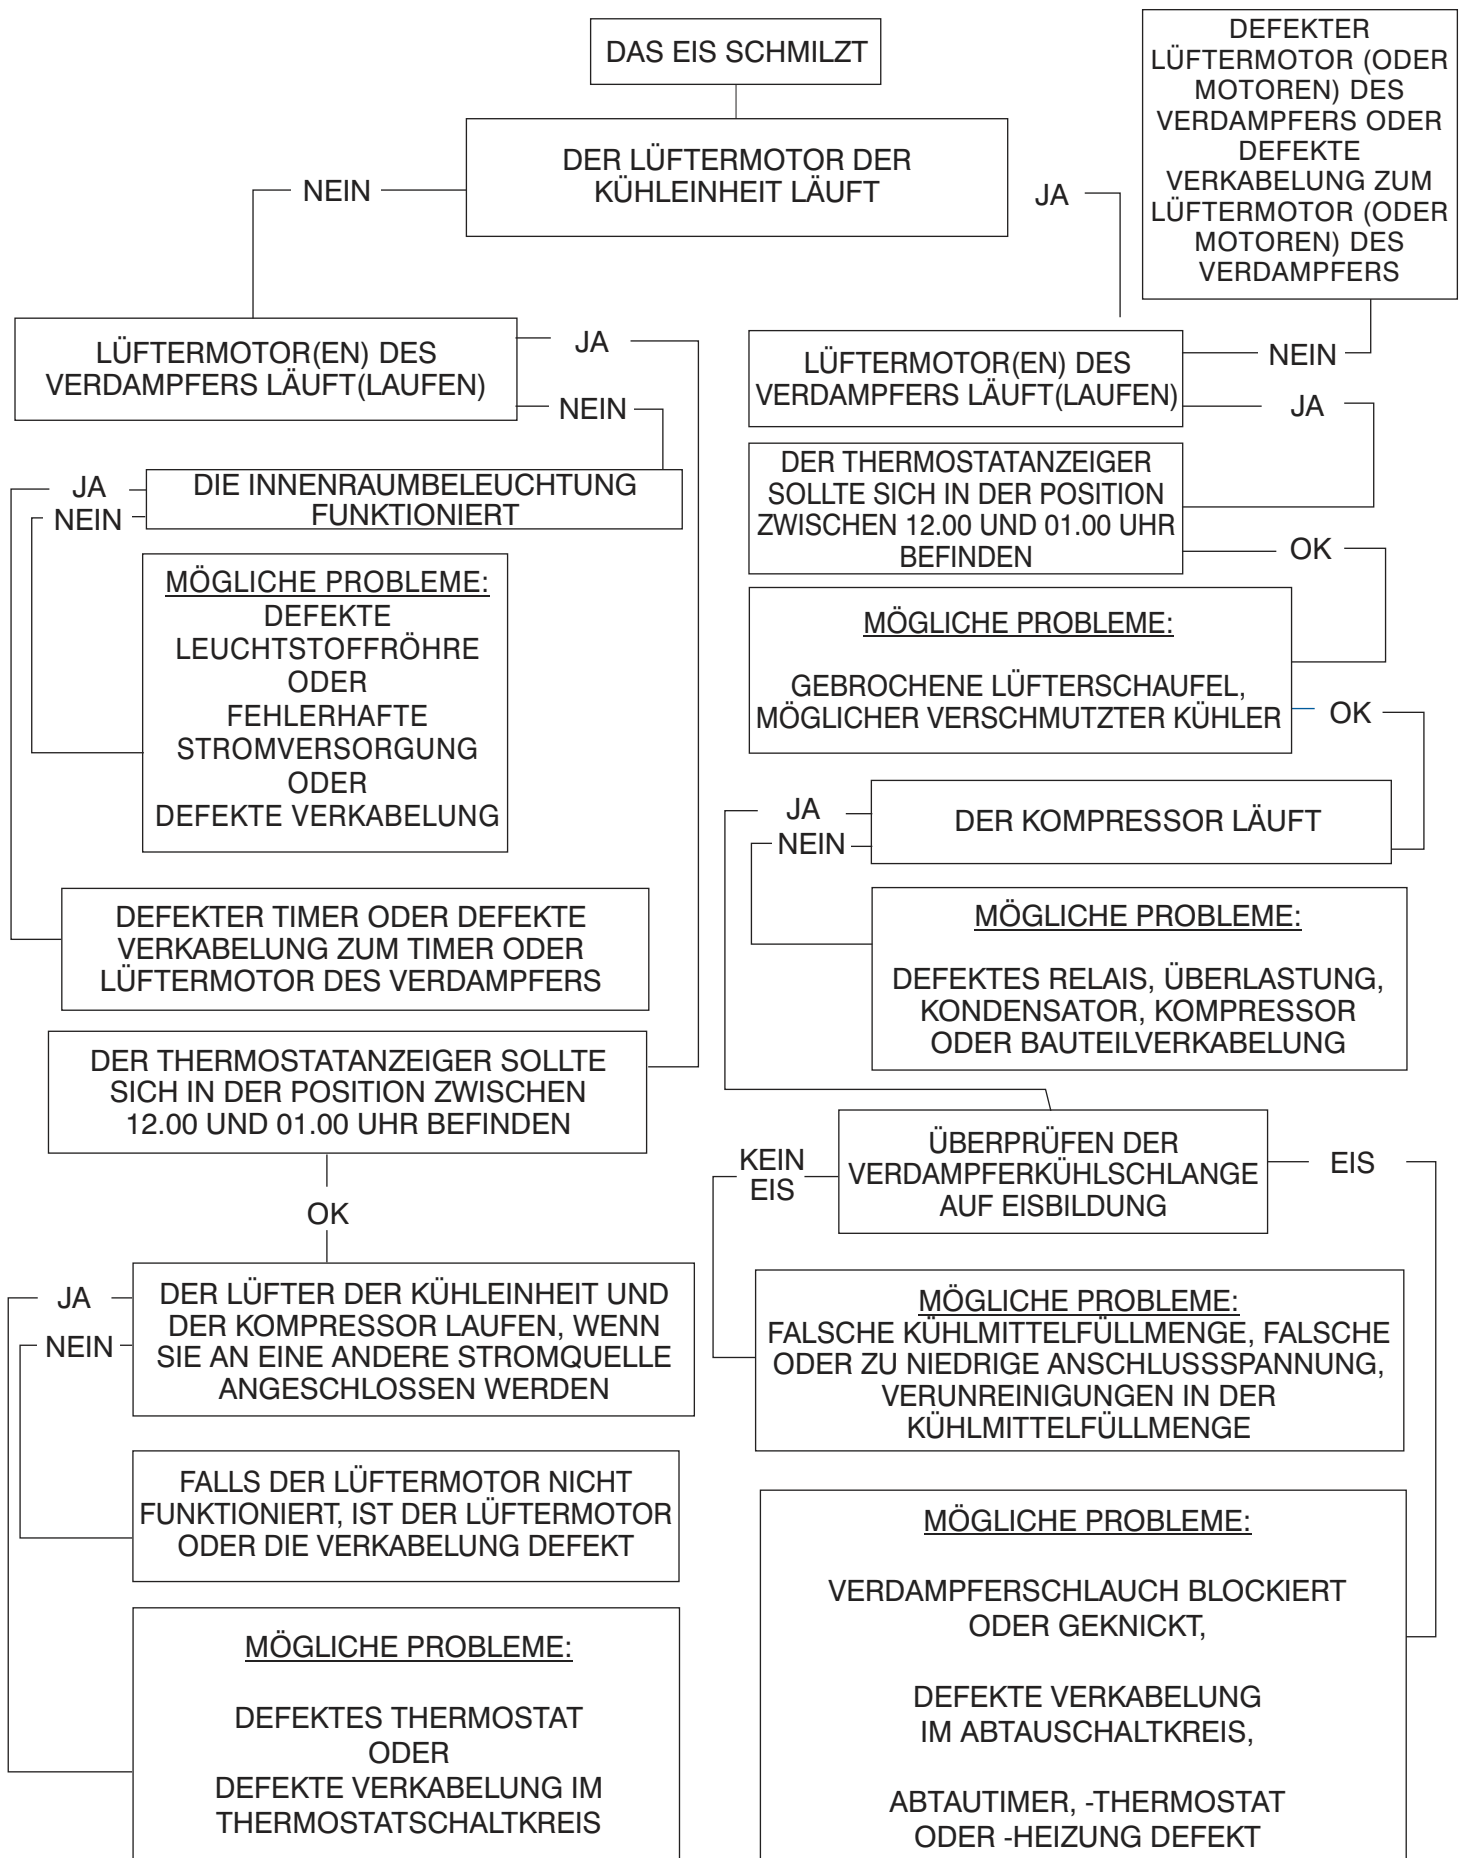 DAS EIS SCHMILZT
DEFEKTER
LÜFTERMOTOR (ODER
MOTOREN) DES
VERDAMPFERS ODER
DEFEKTE
VERKABELUNG ZUM
LÜFTERMOTOR (ODER
MOTOREN) DES
VERDAMPFERS
DER LÜFTERMOTOR DER
KÜHLEINHEIT LÄUFT
NEIN
JA
LÜFTERMOTOR(EN) DES
VERDAMPFERS LÄUFT(LAUFEN)
JA
NEIN
DIE INNENRAUMBELEUCHTUNG
FUNKTIONIERT
JA
NEIN
MÖGLICHE PROBLEME:
DEFEKTE
LEUCHTSTOFFRÖHRE
ODER
FEHLERHAFTE
STROMVERSORGUNG
ODER
DEFEKTE VERKABELUNG
DEFEKTER TIMER ODER DEFEKTE
VERKABELUNG ZUM TIMER ODER
LÜFTERMOTOR DES VERDAMPFERS
DER THERMOSTATANZEIGER SOLLTE
SICH IN DER POSITION ZWISCHEN
12.00 UND 01.00 UHR BEFINDEN
OK
DER LÜFTER DER KÜHLEINHEIT UND
DER KOMPRESSOR LAUFEN, WENN
SIE AN EINE ANDERE STROMQUELLE
ANGESCHLOSSEN WERDEN
JA
NEIN
FALLS DER LÜFTERMOTOR NICHT
FUNKTIONIERT, IST DER LÜFTERMOTOR
ODER DIE VERKABELUNG DEFEKT
MÖGLICHE PROBLEME:
DEFEKTES THERMOSTAT
ODER
DEFEKTE VERKABELUNG IM
THERMOSTATSCHALTKREIS
LÜFTERMOTOR(EN) DES
VERDAMPFERS LÄUFT(LAUFEN)
NEIN
JA
DER THERMOSTATANZEIGER
SOLLTE SICH IN DER POSITION
ZWISCHEN 12.00 UND 01.00 UHR
BEFINDEN
OK
MÖGLICHE PROBLEME:
GEBROCHENE LÜFTERSCHAUFEL,
MÖGLICHER VERSCHMUTZTER KÜHLER
OK
DER KOMPRESSOR LÄUFT
JA
NEIN
MÖGLICHE PROBLEME:
DEFEKTES RELAIS, ÜBERLASTUNG,
KONDENSATOR, KOMPRESSOR
ODER BAUTEILVERKABELUNG
ÜBERPRÜFEN DER
VERDAMPFERKÜHLSCHLANGE
AUF EISBILDUNG
KEIN
EIS
EIS
MÖGLICHE PROBLEME:
FALSCHE KÜHLMITTELFÜLLMENGE, FALSCHE
ODER ZU NIEDRIGE ANSCHLUSSSPANNUNG,
VERUNREINIGUNGEN IN DER
KÜHLMITTELFÜLLMENGE
MÖGLICHE PROBLEME:
VERDAMPFERSCHLAUCH BLOCKIERT
ODER GEKNICKT,
DEFEKTE VERKABELUNG
IM ABTAUSCHALTKREIS,
ABTAUTIMER, -THERMOSTAT
ODER -HEIZUNG DEFEKT